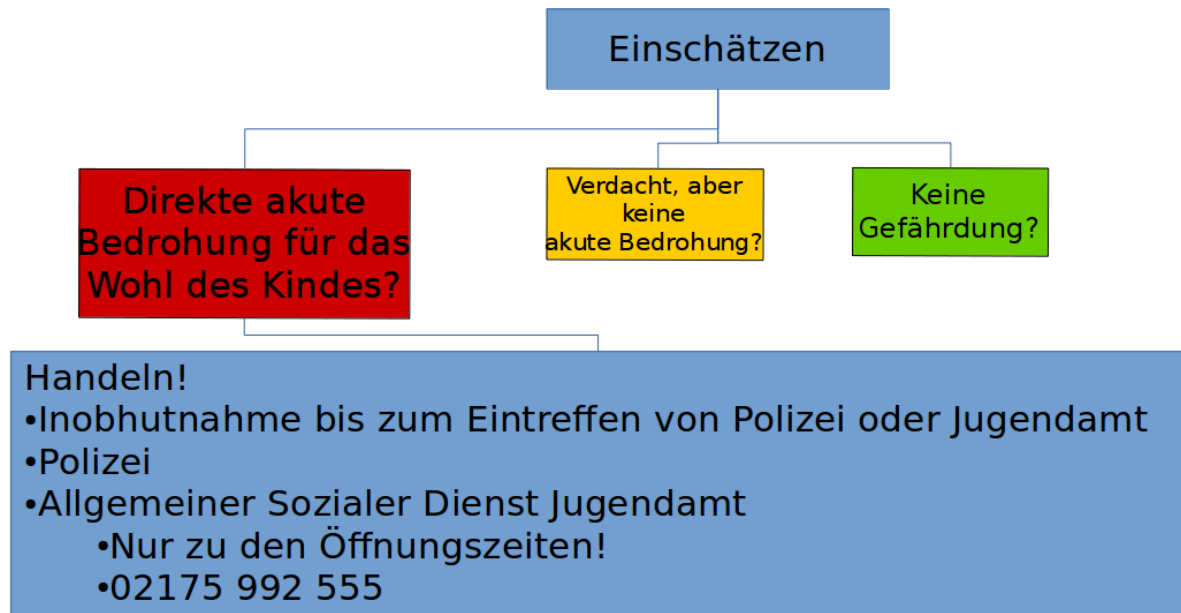 Einschätzen
Direkte akute
Bedrohung für das
Wohl des Kindes?
Verdacht, aber
keine
akute Bedrohung?
Keine
Gefährdung?
Handeln!
•Inobhutnahme bis zum Eintreffen von Polizei oder Jugendamt
•Polizei
•Allgemeiner Sozialer Dienst Jugendamt
•Nur zu den Öffnungszeiten!
•02175 992 555